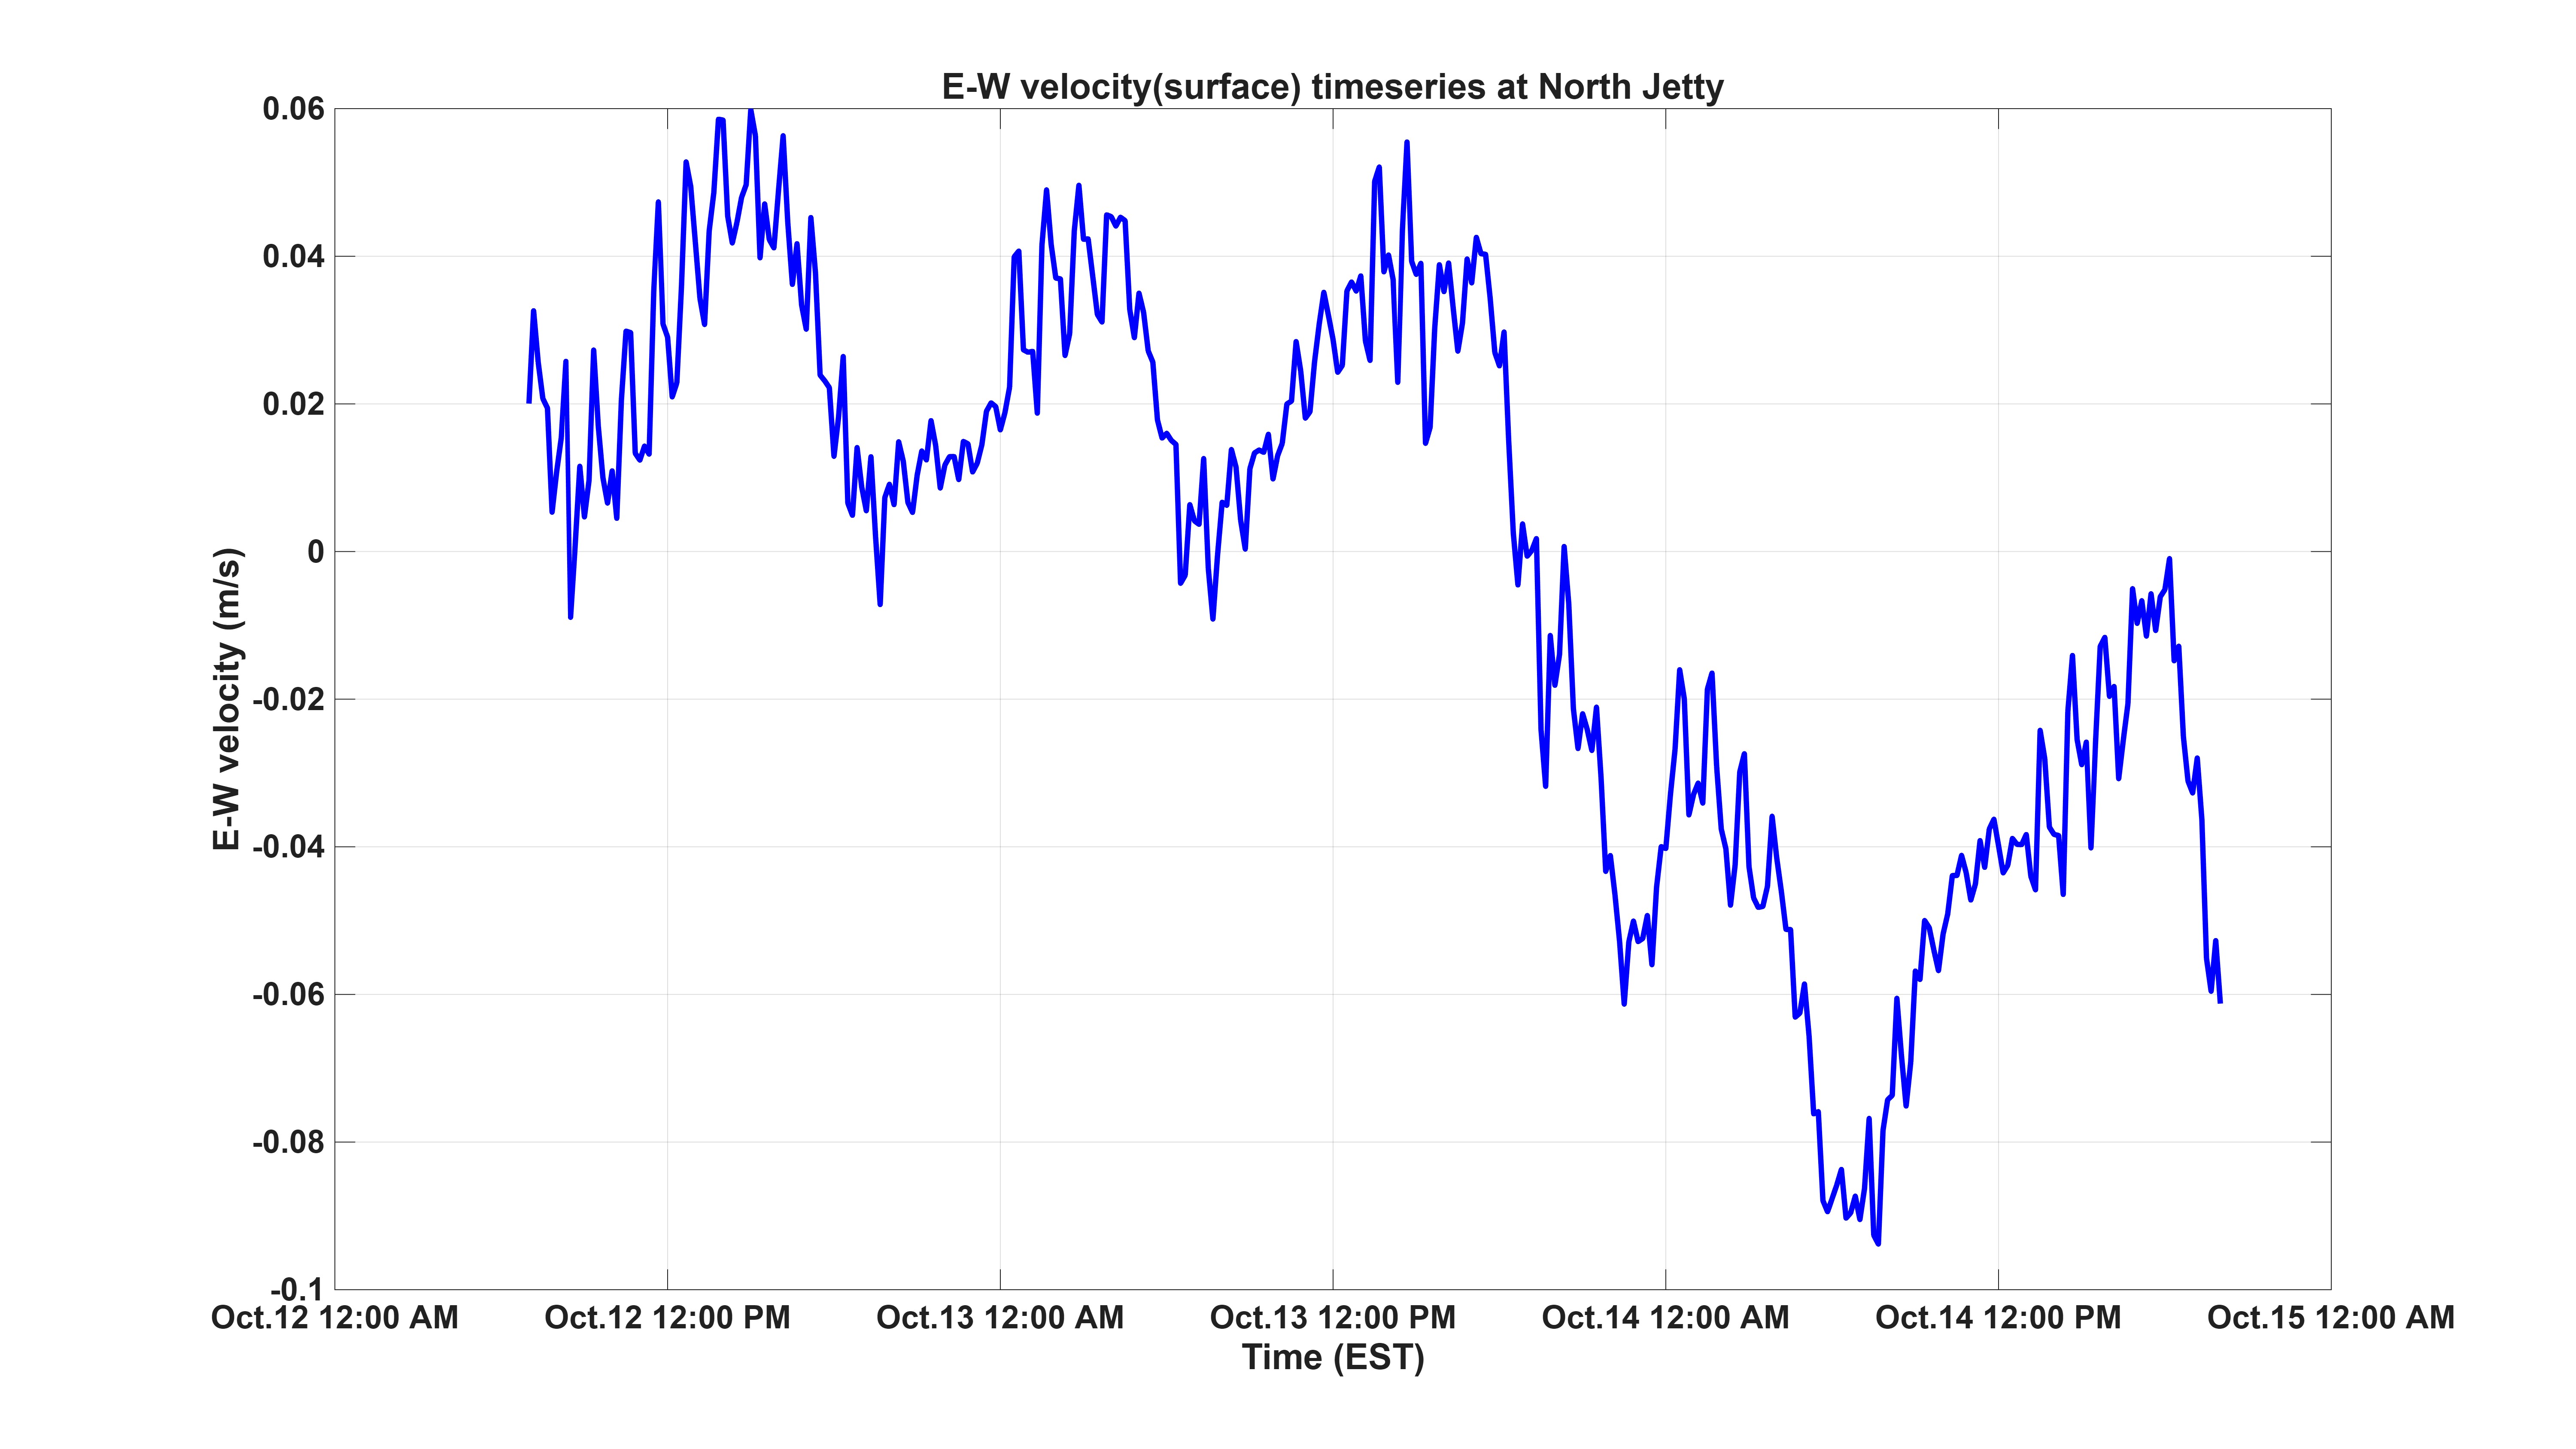 E-W velocity(surface) timeseries at North Jetty
0.06
0.04
0.02
0
-0.02
-0.04
-0.06
-0.08
-0.1
E-W velocity (m/s)
Oct.12 12:00 AM
Oct.12 12:00 PM
Oct.13 12:00 AM
Oct.13 12:00 PM
Oct.14 12:00 AM
Oct.14 12:00 PM
Oct.15 12:00 AM
Time (EST)